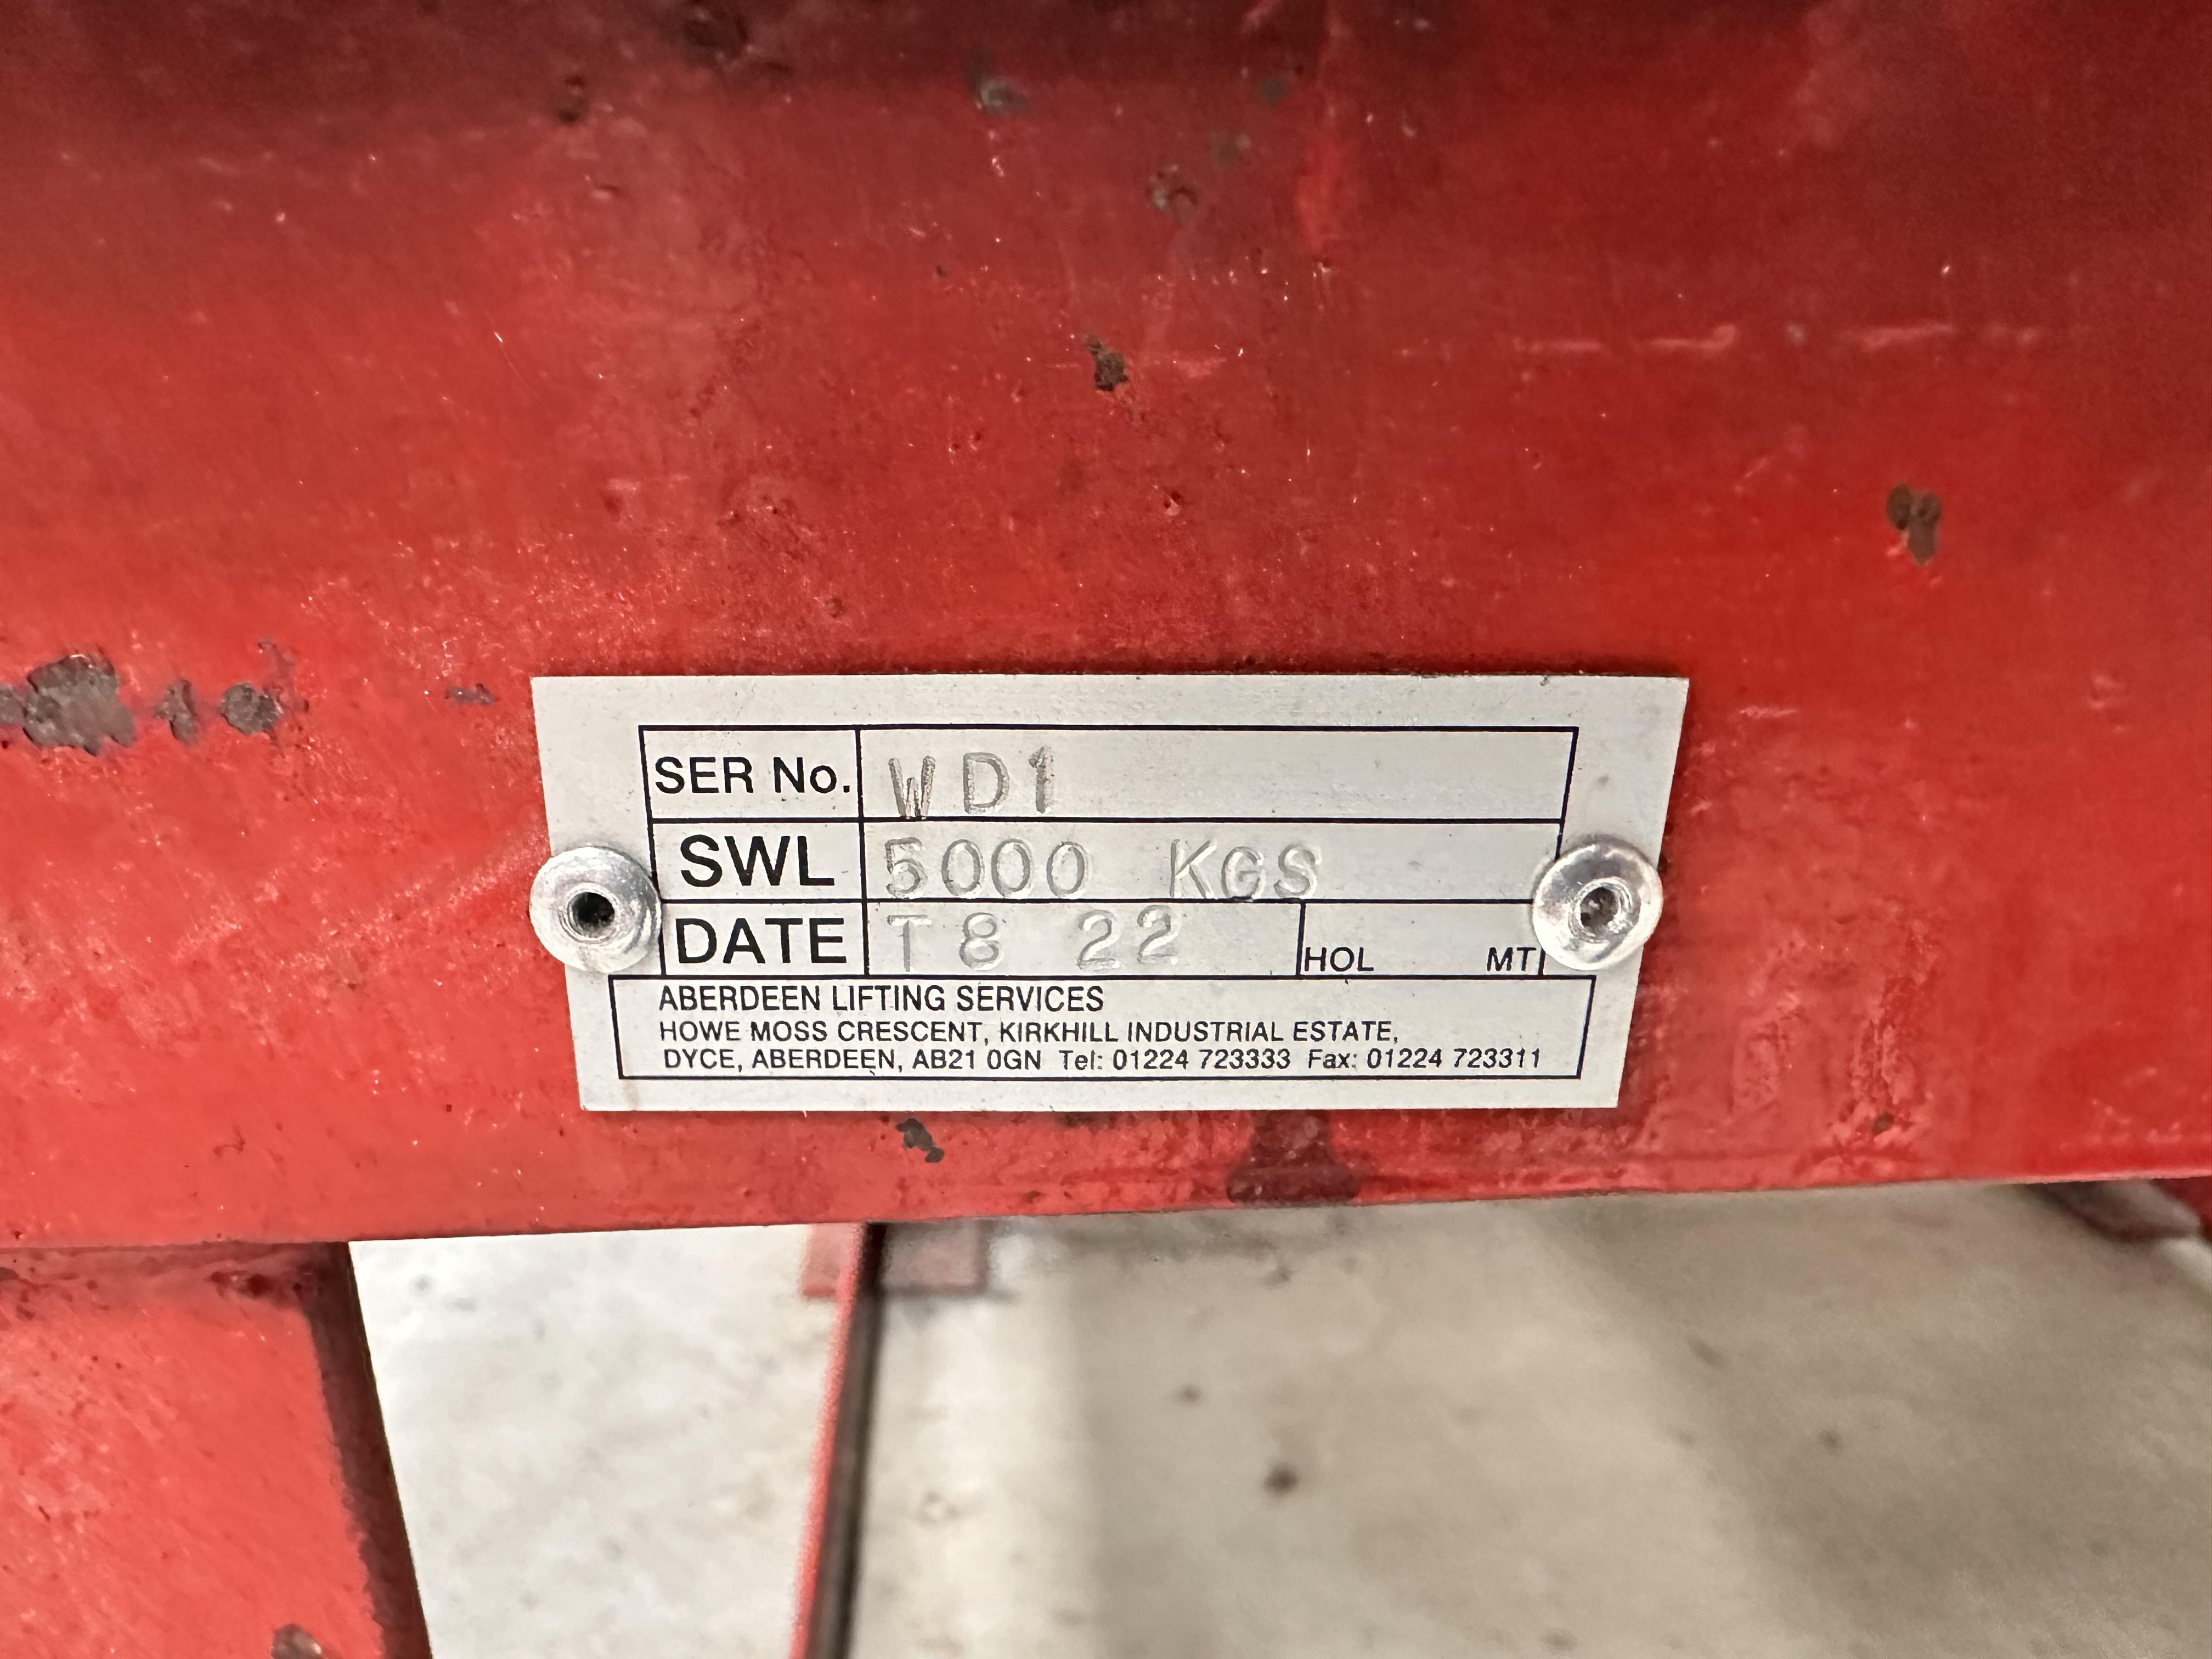 SER No. WD1
SWL 5000 KGS
DATE T8 22 HOL MT
ABERDEEN LIFTING SERVICES
HOWE MOSS CRESCENT, KIRKHILL INDUSTRIAL ESTATE,
DYCE, ABERDEEN, AB21 0GN Tel: 01224 723333 Fax: 01224 723311